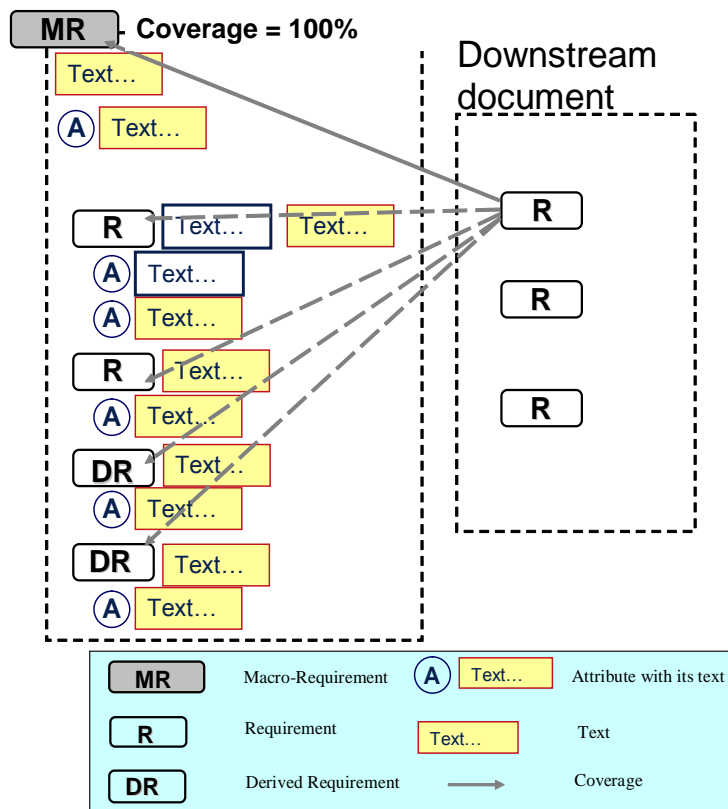 MR Coverage = 100%
Text...
A Text...
Downstream
document
R
R Text... Text...
A Text...
A Text...
R
R Text...
A Text...
R
DR Text...
A Text...
DR Text...
A Text...
MR Macro-Requirement A Text... Attribute with its text
R Requirement Text... Text
DR Derived Requirement Coverage